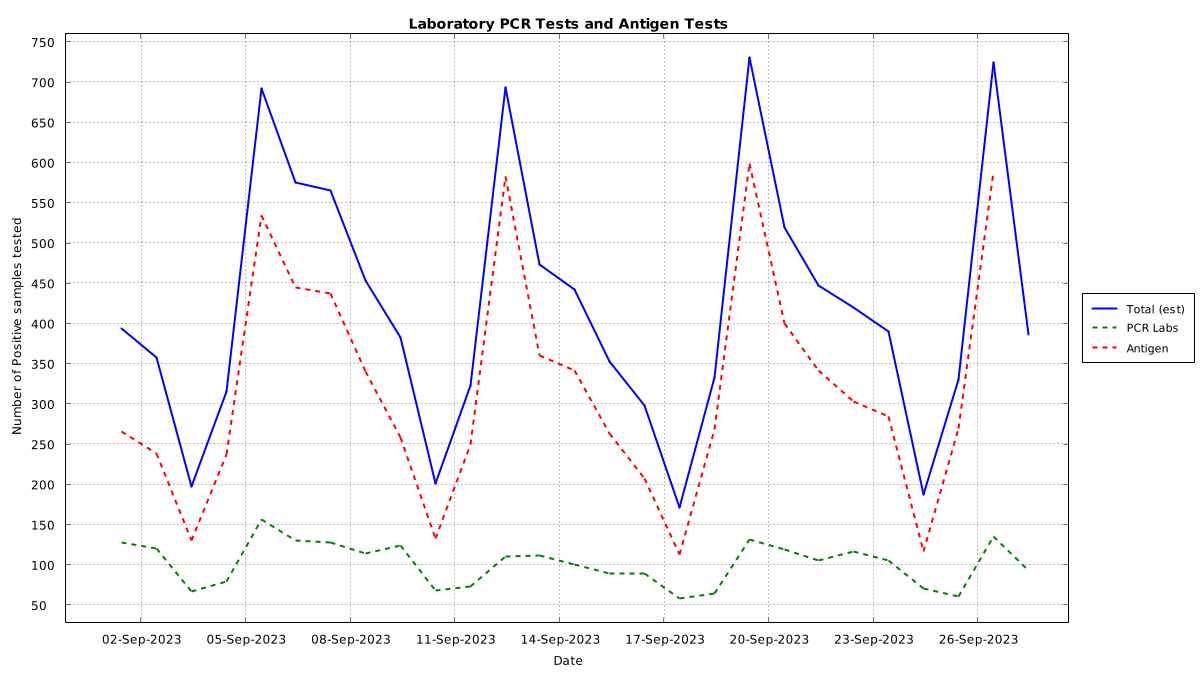 Laboratory PCR Tests and Antigen Tests
750
700
650
600
550
500
450
400
350
300
250
200
150
100
50
Number of Positive samples tested
02-Sep-2023 05-Sep-2023 08-Sep-2023 11-Sep-2023 14-Sep-2023 17-Sep-2023 20-Sep-2023 23-Sep-2023 26-Sep-2023
Date
Total (est)
PCR Labs
Antigen